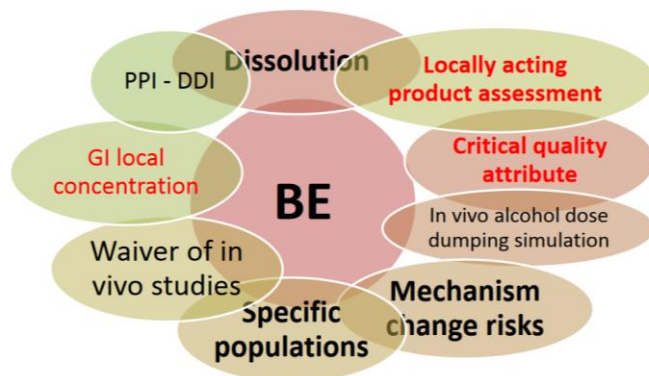 Dissolution
PPI - DDI
Locally acting
product assessment
GI local
concentration
Critical quality
attribute
BE
In vivo alcohol dose
dumping simulation
Waiver of in
vivo studies
Mechanism
change risks
Specific
populations